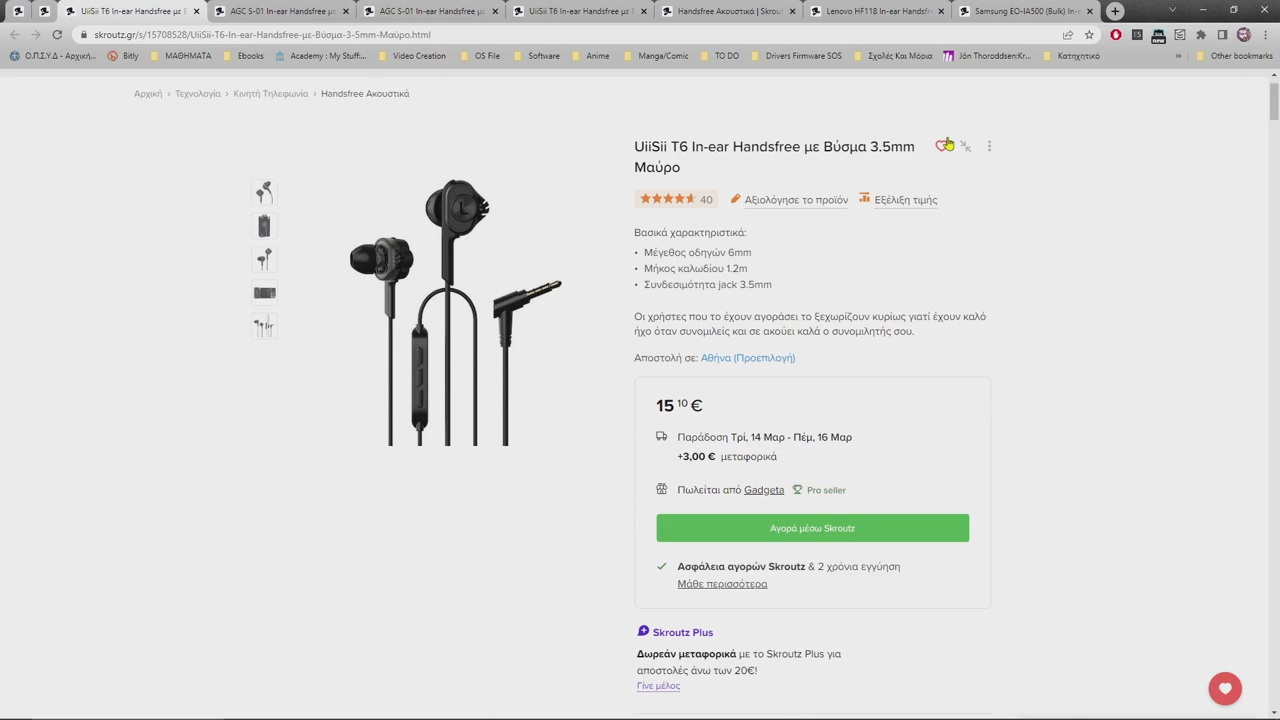 UiiSii T6 In-ear Handsfree με Β
AGC S-01 In-ear Handsfree με
AGC S-01 In-ear Handsfree με
UiiSii T6 In-ear Handsfree με Β
Handsfree Ακουστικά | Skrout
Lenovo HF118 In-ear Handsf
Samsung EO-IA500 (Bulk) In-e
skroutz.gr/s/15708528/UiiSii-T6-In-ear-Handsfree-με-Βύσμα-3-5mm-Μαύρο.html
new
Ο.Π.ΣΥ.Δ - Αρχική...
Bitly
ΜΑΘΗΜΑΤΑ
Ebooks
Academy : My Stuff:...
Video Creation
OS File
Software
Anime
Manga/Comic
TO DO
Drivers Firmwares SOS
Σχολές Και Μόρια
Jón Thoroddsen:Kr...
Κατηχητικό
»
Other bookmarks
Αρχική › Τεχνολογία › Κινητή Τηλεφωνία › Handsfree Ακουστικά
UiiSii T6 In-ear Handsfree με Βύσμα 3.5mm
Μαύρο
40
Αξιολόγησε το προϊόν
Εξέλιξη τιμής
Βασικά χαρακτηριστικά:
• Μέγεθος οδηγών 6mm
• Μήκος καλωδίου 1.2m
• Συνδεσιμότητα jack 3.5mm
Οι χρήστες που το έχουν αγοράσει το ξεχωρίζουν κυρίως γιατί έχουν καλό
ήχο όταν συνομιλείς και σε ακούει καλά ο συνομιλητής σου.
Αποστολή σε: Αθήνα (Προεπιλογή)
15 10 €
Παράδοση Τρί, 14 Μαρ - Πέμ, 16 Μαρ
+3,00 € μεταφορικά
Πωλείται από Gadgeta
Pro seller
Αγορά μέσω Skroutz
Ασφάλεια αγορών Skroutz & 2 χρόνια εγγύηση
Μάθε περισσότερα
Skroutz Plus
Δωρεάν μεταφορικά με το Skroutz Plus για
αποστολές άνω των 20€!
Γίνε μέλος
L